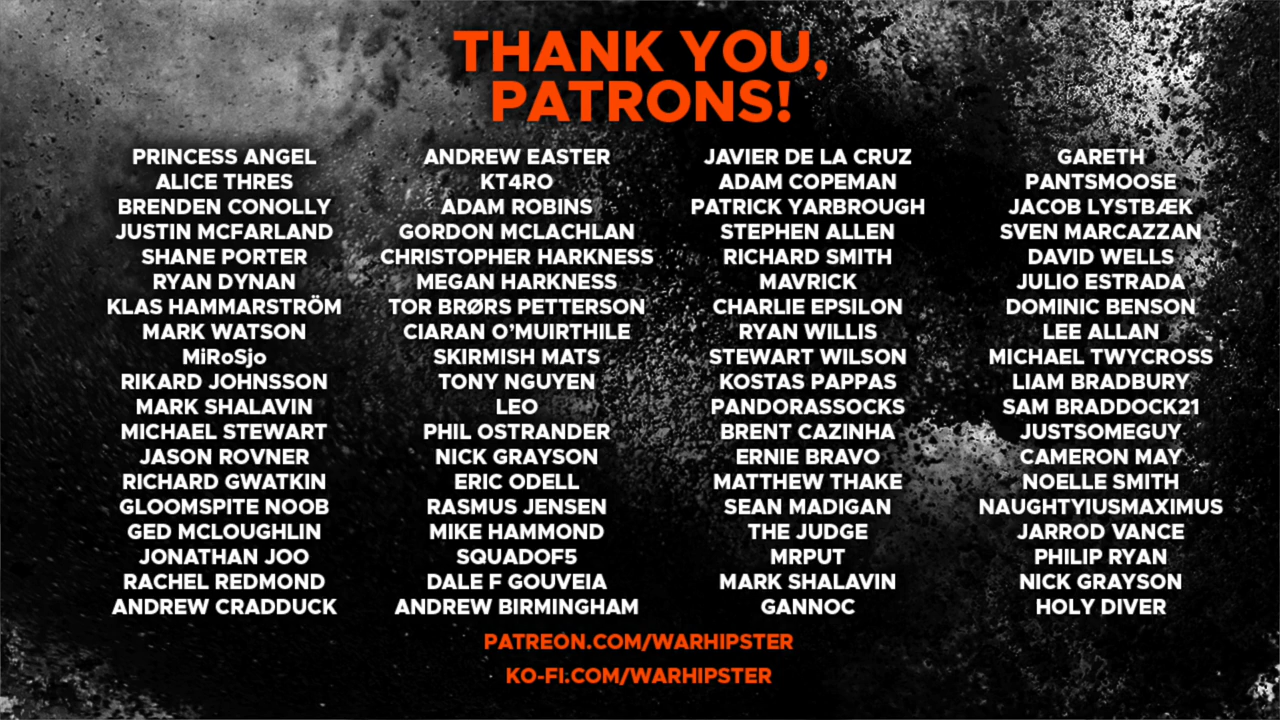 THANK YOU,
PATRONS!
PRINCESS ANGEL
ALICE THRES
BRENDEN CONOLLY
JUSTIN MCFARLAND
SHANE PORTER
RYAN DYNAN
KLAS HAMMARSTRÖM
MARK WATSON
MiRoSjo
RIKARD JOHNSSON
MARK SHALAVIN
MICHAEL STEWART
JASON ROVNER
RICHARD GWATKIN
GLOOMSPITE NOOB
GED MCLOUGHLIN
JONATHAN JOO
RACHEL REDMOND
ANDREW CRADDUCK
ANDREW EASTER
KT4RO
ADAM ROBINS
GORDON MCLACHLAN
CHRISTOPHER HARKNESS
MEGAN HARKNESS
TOR BRØRS PETTERSON
CIARAN O’MUIRTHILE
SKIRMISH MATS
TONY NGUYEN
LEO
PHIL OSTRANDER
NICK GRAYSON
ERIC ODELL
RASMUS JENSEN
MIKE HAMMOND
SQUADOF5
DALE F GOUVEIA
ANDREW BIRMINGHAM
JAVIER DE LA CRUZ
ADAM COPEMAN
PATRICK YARBROUGH
STEPHEN ALLEN
RICHARD SMITH
MAVRICK
CHARLIE EPSILON
RYAN WILLIS
STEWART WILSON
KOSTAS PAPPAS
PANDORASSOCKS
BRENT CAZINHA
ERNIE BRAVO
MATTHEW THAKE
SEAN MADIGAN
THE JUDGE
MRPUT
MARK SHALAVIN
GANNOC
GARETH
PANTSMOOSE
JACOB LYSTBÆK
SVEN MARCAZZAN
DAVID WELLS
JULIO ESTRADA
DOMINIC BENSON
LEE ALLAN
MICHAEL TWYCROSS
LIAM BRADBURY
SAM BRADDOCK21
JUSTSOMEGUY
CAMERON MAY
NOELLE SMITH
NAUGHTYIUSMAXIMUS
JARROD VANCE
PHILIP RYAN
NICK GRAYSON
HOLY DIVER
PATREON.COM/WARHIPSTER
KO-FI.COM/WARHIPSTER